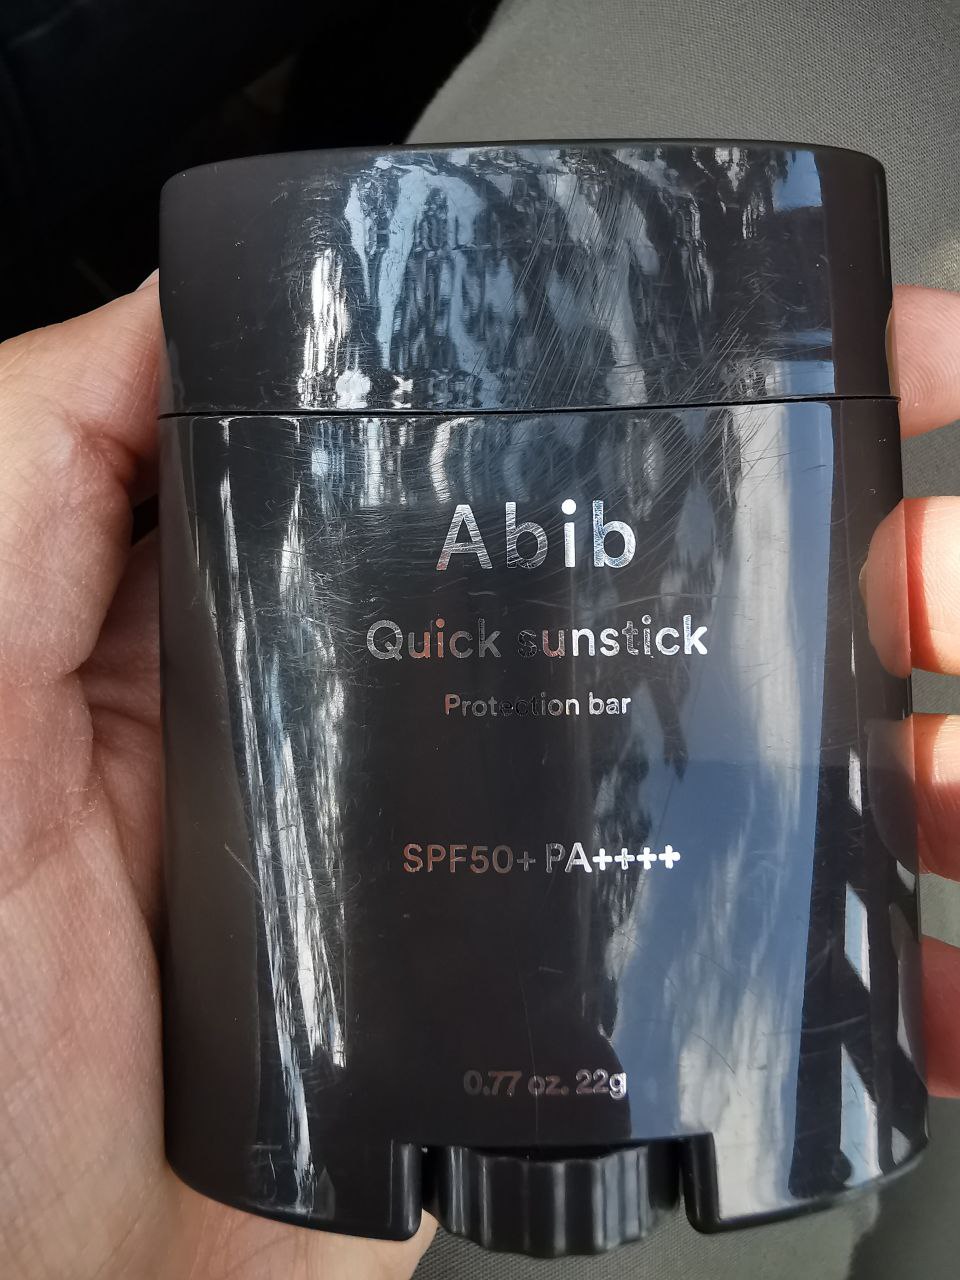 Abib
Quick sunstick
Protection bar
SPF50+ PA++++
0.77 oz. 22g